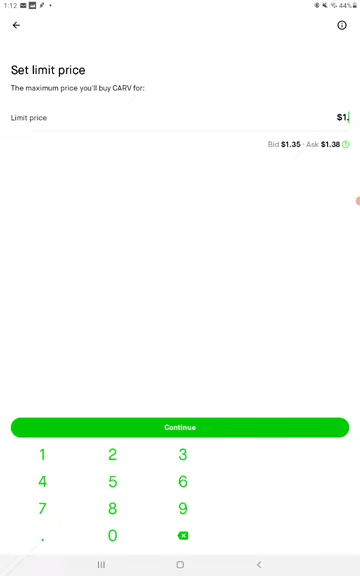 1:12 44%
Set limit price
The maximum price you'll buy CARV for:
Limit price $1.
Bid $1.35 · Ask $1.38 ?
Continue
1 2 3
4 5 6
7 8 9
. 0